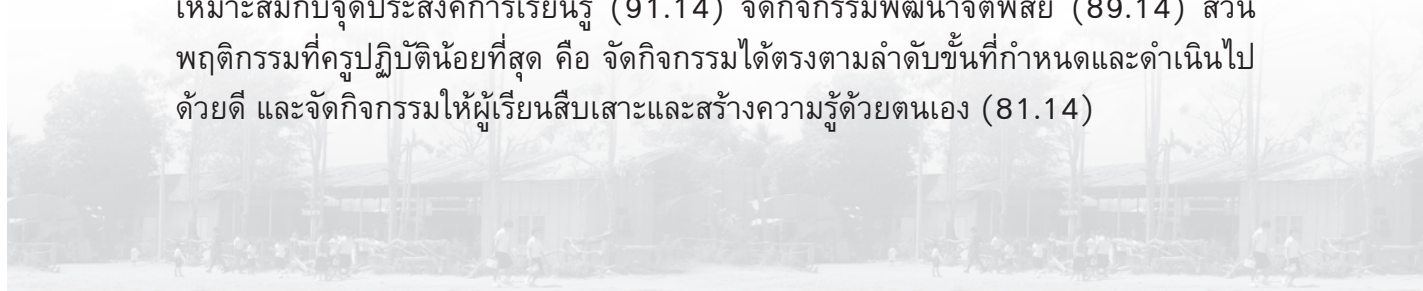 เหมาะสมกับจุดประสงค์การเรียนรู้ (91.14) จัดกิจกรรมพัฒนาจิตพิสัย (89.14) ส่วน
พฤติกรรมที่ครูปฏิบัติน้อยที่สุด คือ จัดกิจกรรมได้ตรงตามลำดับขั้นที่กำหนดและดำเนินไป
ด้วยดี และจัดกิจกรรมให้ผู้เรียนสืบเสาะและสร้างความรู้ด้วยตนเอง (81.14)